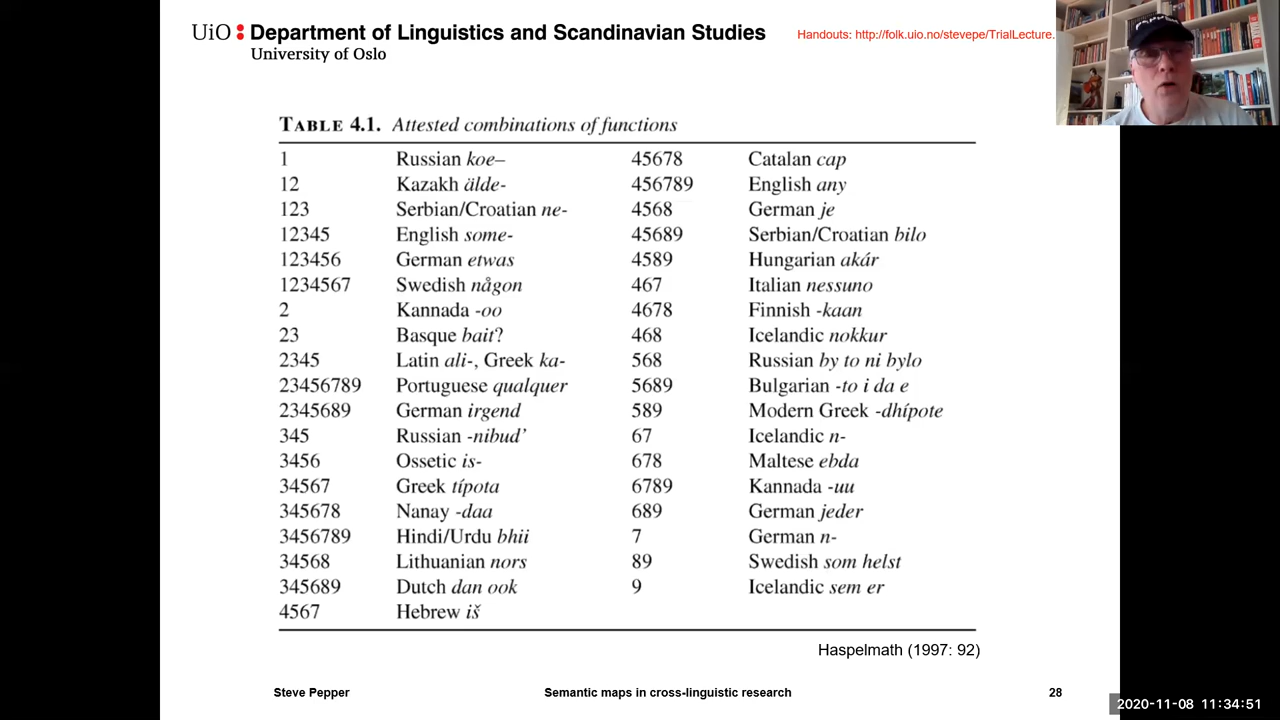 UiO : Department of Linguistics and Scandinavian Studies
University of Oslo
Handouts: http://folk.uio.no/stevepe/TrialLecture.
TABLE 4.1. Attested combinations of functions
1 Russian koe– 45678 Catalan cap
12 Kazakh älde- 456789 English any
123 Serbian/Croatian ne- 4568 German je
12345 English some- 45689 Serbian/Croatian bilo
123456 German etwas 4589 Hungarian akár
1234567 Swedish någon 467 Italian nessuno
2 Kannada -oo 4678 Finnish -kaan
23 Basque bait? 468 Icelandic nokkur
2345 Latin ali-, Greek ka- 568 Russian by to ni bylo
23456789 Portuguese qualquer 5689 Bulgarian -to i da e
2345689 German irgend 589 Modern Greek -dhípote
345 Russian -nibud’ 67 Icelandic n-
3456 Ossetic is- 678 Maltese ebda
34567 Greek típota 6789 Kannada -uu
345678 Nanay -daa 689 German jeder
3456789 Hindi/Urdu bhii 7 German n-
34568 Lithuanian nors 89 Swedish som helst
345689 Dutch dan ook 9 Icelandic sem er
4567 Hebrew iš
Haspelmath (1997: 92)
Steve Pepper Semantic maps in cross-linguistic research 28
2020-11-08 11:34:51